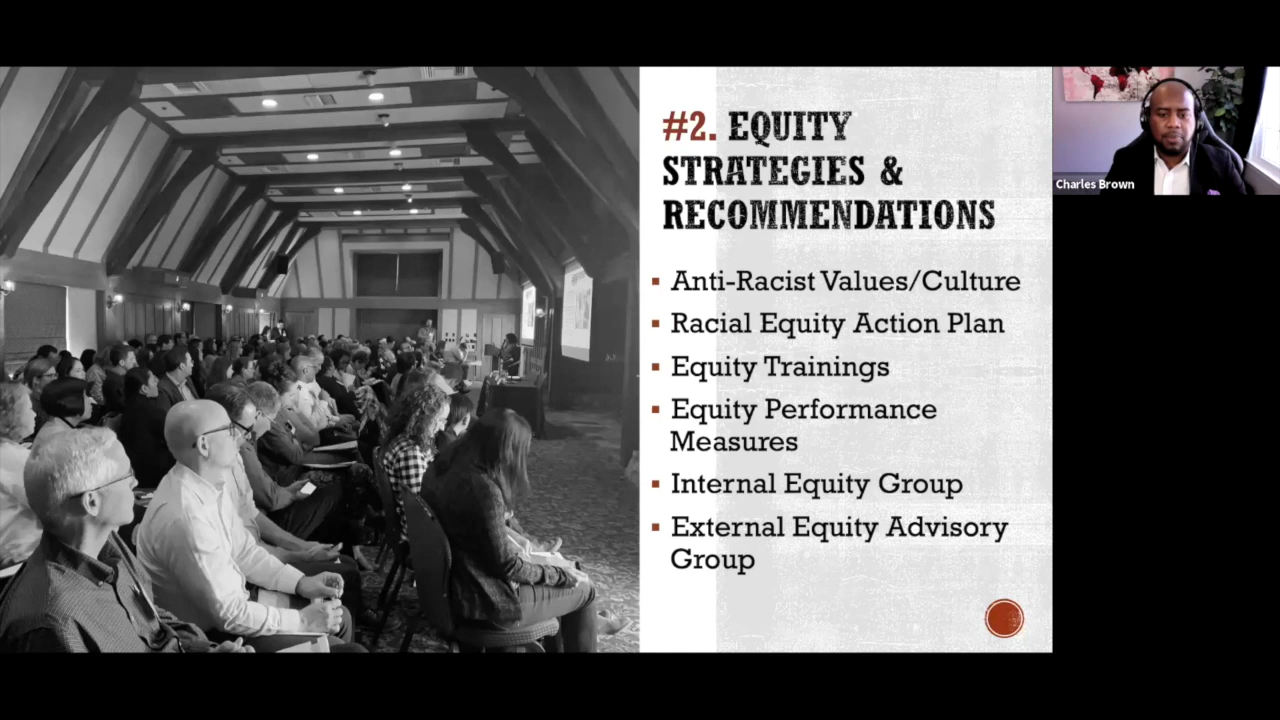 #2. EQUITY
STRATEGIES &
RECOMMENDATIONS
Anti-Racist Values/Culture
Racial Equity Action Plan
Equity Trainings
Equity Performance
Measures
Internal Equity Group
External Equity Advisory
Group
Charles Brown